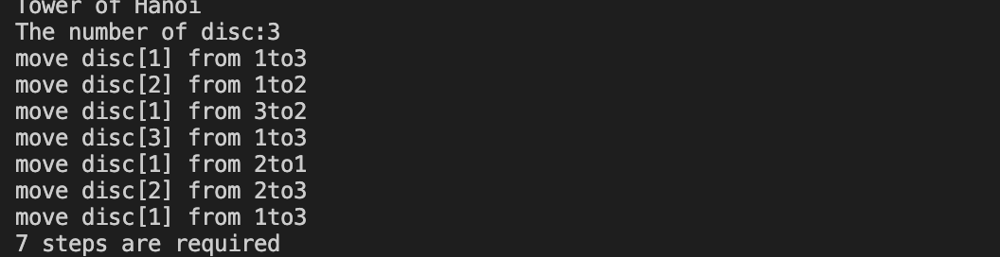 Tower of Hanoi
The number of disc:3
move disc[1] from 1to3
move disc[2] from 1to2
move disc[1] from 3to2
move disc[3] from 1to3
move disc[1] from 2to1
move disc[2] from 2to3
move disc[1] from 1to3
7 steps are required